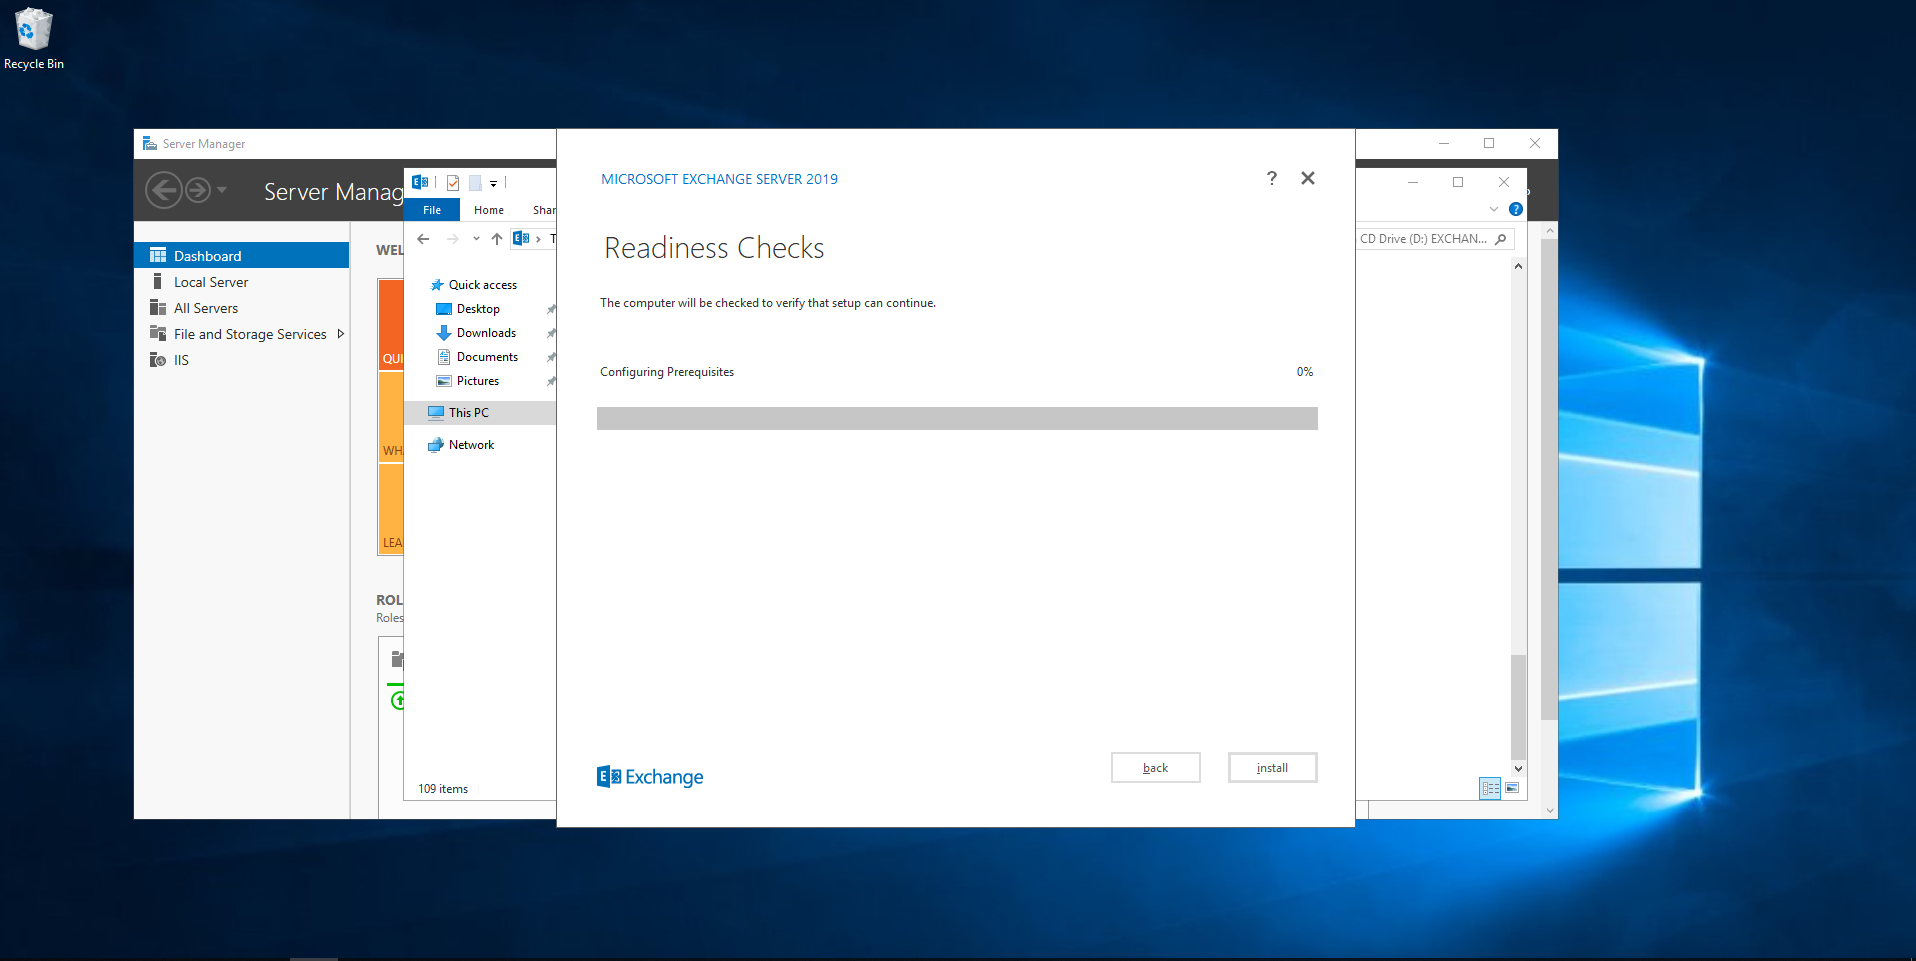 Recycle Bin
Server Manager
Server Manag
Dashboard
Local Server
All Servers
File and Storage Services
IIS
WEL
QUI
WH
LEA
ROL
Roles
File
Home
Shar
T
CD Drive (D:) EXCHAN...
Quick access
Desktop
Downloads
Documents
Pictures
This PC
Network
109 items
MICROSOFT EXCHANGE SERVER 2019
?
Readiness Checks
The computer will be checked to verify that setup can continue.
Configuring Prerequisites
0%
E Exchange
back
install